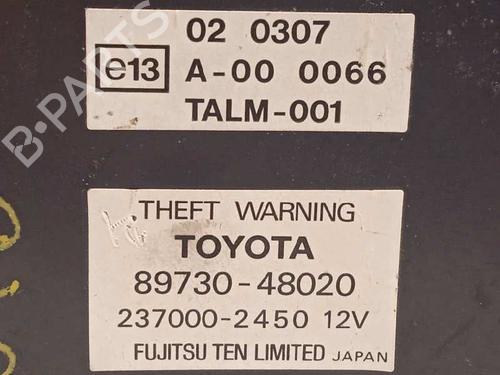 02 0307
e13 A-00 0066
TALM-001
B-PARTS
THEFT WARNING
TOYOTA
89730-48020
237000-2450 12V
FUJITSU TEN LIMITED JAPAN